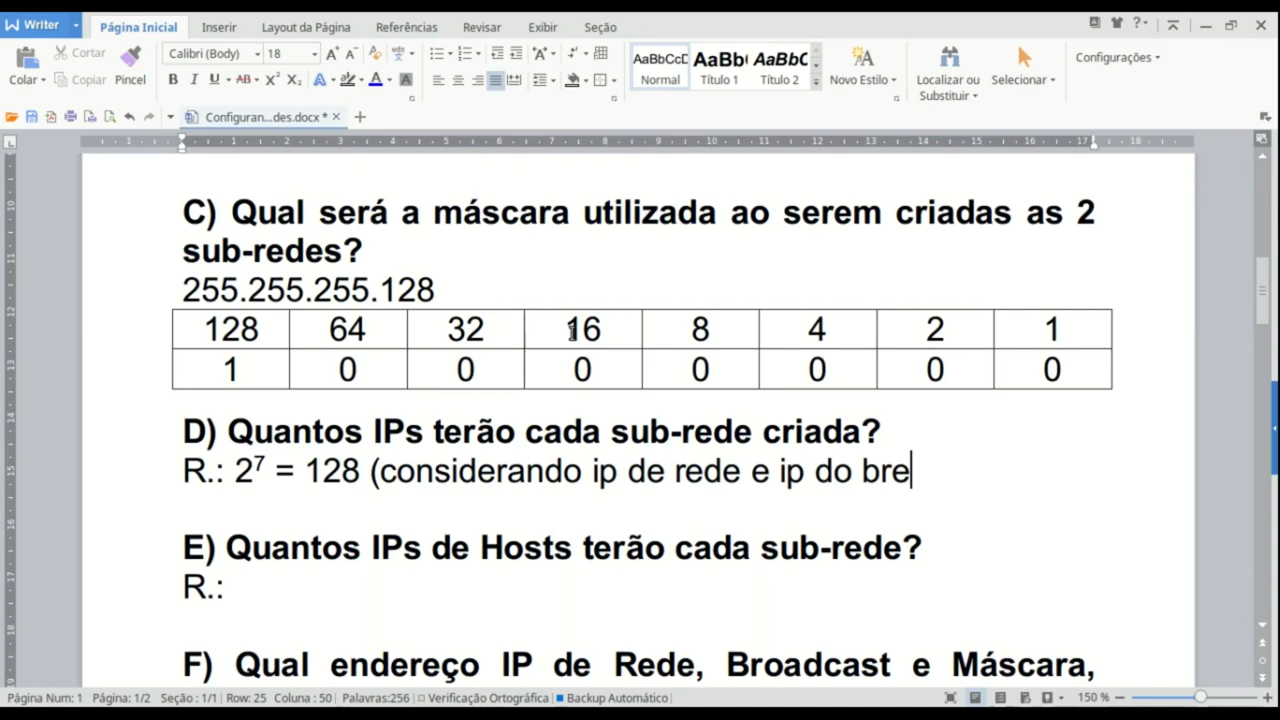 Writer
Página Inicial
Inserir
Layout da Página
Referências
Revisar
Exibir
Seção
Colar
Cortar
Copiar
Pincel
Calibri (Body)
18
B I U AB X² X₂
AaBbCcD
Normal
AaBb(
Título 1
AaBbC
Título 2
Novo Estilo
Localizar ou
Substituir
Selecionar
Configurações
Configuran...des.docx *
C) Qual será a máscara utilizada ao serem criadas as 2
sub-redes?
255.255.255.128
128 64 32 16 8 4 2 1
1 0 0 0 0 0 0 0
D) Quantos IPs terão cada sub-rede criada?
R.: 2⁷ = 128 (considerando ip de rede e ip do bre
E) Quantos IPs de Hosts terão cada sub-rede?
R.:
F) Qual endereço IP de Rede, Broadcast e Máscara,
Página Num: 1 Página: 1/2 Seção : 1/1 Row: 25 Coluna : 50 Palavras:256 Verificação Ortográfica Backup Automático 150 %